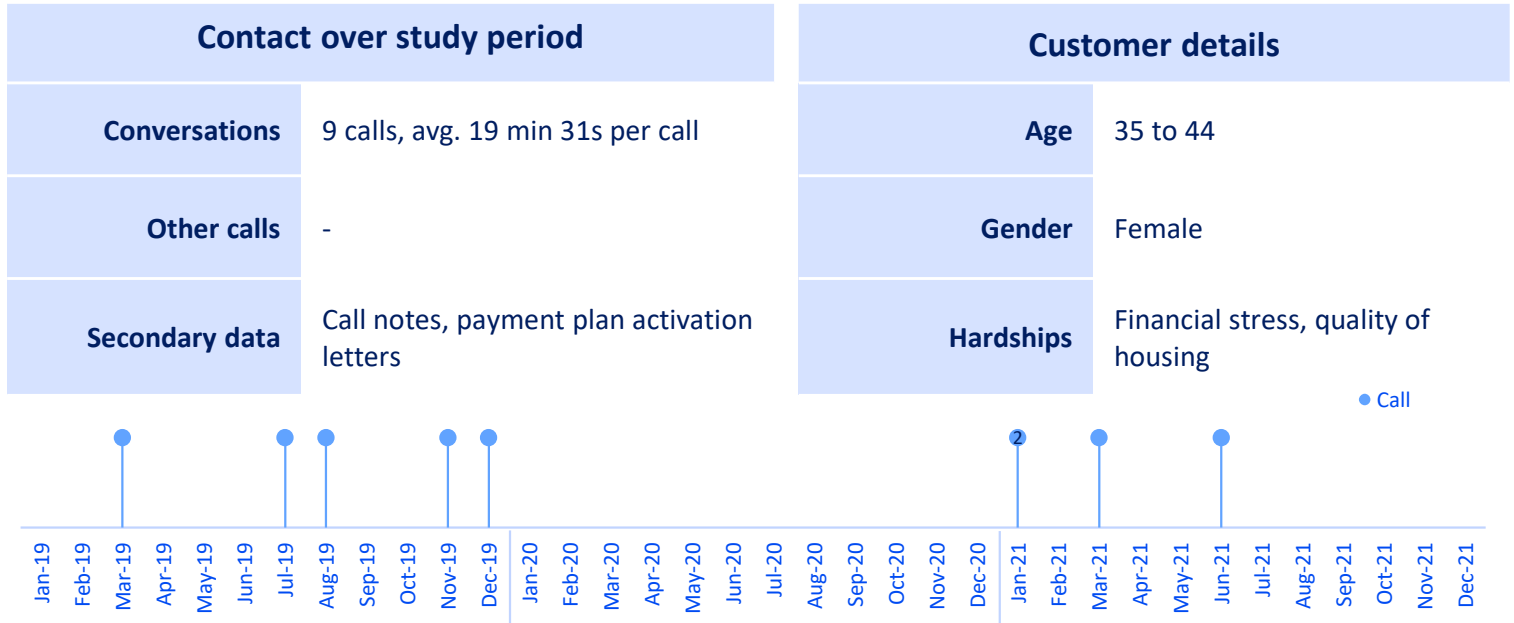 Contact over study period
Conversations
9 calls, avg. 19 min 31s per call
Other calls
-
Secondary data
Call notes, payment plan activation
letters
Customer details
Age
35 to 44
Gender
Female
Hardships
Financial stress, quality of
housing
Call
2
Jan-19
Feb-19
Mar-19
Apr-19
May-19
Jun-19
Jul-19
Aug-19
Sep-19
Oct-19
Nov-19
Dec-19
Jan-20
Feb-20
Mar-20
Apr-20
May-20
Jun-20
Jul-20
Aug-20
Sep-20
Oct-20
Nov-20
Dec-20
Jan-21
Feb-21
Mar-21
Apr-21
May-21
Jun-21
Jul-21
Aug-21
Sep-21
Oct-21
Nov-21
Dec-21